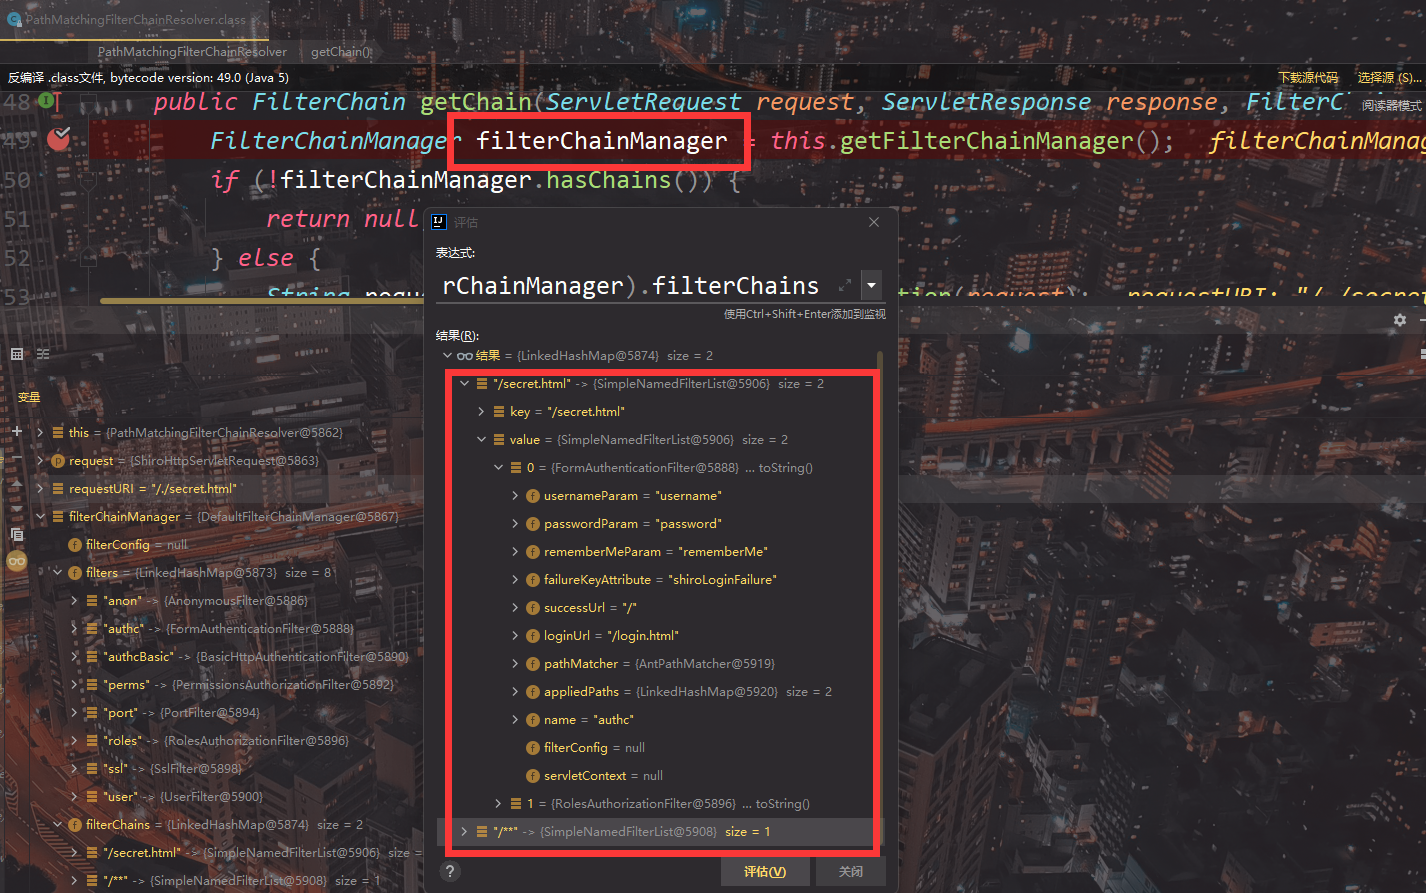 PathMatchingFilterChainResolver.class
PathMatchingFilterChainResolver
getChain()
反编译 .class文件, bytecode version: 49.0 (Java 5)
下载源代码
选择源 (S)...
48 public FilterChain getChain(ServletRequest request, ServletResponse response, FilterC
阅读器模式
49 FilterChainManager filterChainManager = this.getFilterChainManager(); filterChainManag
50 if (!filterChainManager.hasChains()) {
51 return null
52 } else {
53
评估
表达式:
rChainManager).filterChains
使用Ctrl+Shift+Enter添加到监视
结果(R):
结果 = {LinkedHashMap@5874} size = 2
"/secret.html" -> {SimpleNamedFilterList@5906} size = 2
key = "/secret.html"
value = {SimpleNamedFilterList@5906} size = 2
0 = {FormAuthenticationFilter@5888} ... toString()
usernameParam = "username"
passwordParam = "password"
rememberMeParam = "rememberMe"
failureKeyAttribute = "shiroLoginFailure"
successUrl = "/"
loginUrl = "/login.html"
pathMatcher = {AntPathMatcher@5919}
appliedPaths = {LinkedHashMap@5920} size = 2
name = "authc"
filterConfig = null
servletContext = null
1 = {RolesAuthorizationFilter@5896} ... toString()
"/**" -> {SimpleNamedFilterList@5908} size = 1
评估(V)
关闭
变量
this = {PathMatchingFilterChainResolver@5862}
request = {ShiroHttpServletRequest@5863}
requestURI = "/./secret.html"
filterChainManager = {DefaultFilterChainManager@5867}
filterConfig = null
filters = {LinkedHashMap@5873} size = 8
"anon" -> {AnonymousFilter@5886}
"authc" -> {FormAuthenticationFilter@5888}
"authcBasic" -> {BasicHttpAuthenticationFilter@5890}
"perms" -> {PermissionsAuthorizationFilter@5892}
"port" -> {PortFilter@5894}
"roles" -> {RolesAuthorizationFilter@5896}
"ssl" -> {SslFilter@5898}
"user" -> {UserFilter@5900}
filterChains = {LinkedHashMap@5874} size = 2
"/secret.html" -> {SimpleNamedFilterList@5906} size =
"/**" -> {SimpleNamedFilterList@5908} size = 1